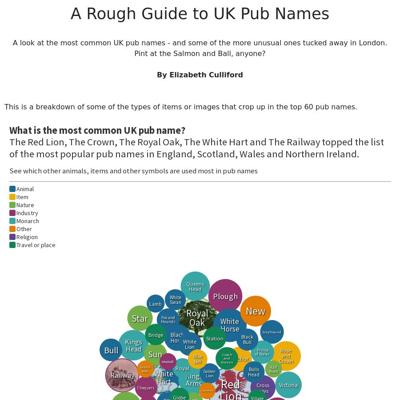 A Rough Guide to UK Pub Names
A look at the most common UK pub names - and some of the more unusual ones tucked away in London.
Pint at the Salmon and Ball, anyone?
By Elizabeth Culliford
This is a breakdown of some of the types of items or images that crop up in the top 60 pub names.
What is the most common UK pub name?
The Red Lion, The Crown, The Royal Oak, The White Hart and The Railway topped the list
of the most popular pub names in England, Scotland, Wales and Northern Ireland.
See which other animals, items and other symbols are used most in pub names
Animal
Item
Nature
Industry
Monarch
Other
Religion
Travel or place
Queens
Head
Plough
Lamb
White
Swan
Royal
Oak
New
Star
White
Horse
Greyhound
Bridge
Station
Black
Bull
Kings
Head
White
Lion
Bull
Sun
Railway
Royal
White
Hart
Kings
Arms
Red
Lion
Cross
Keys
Victoria
Globe